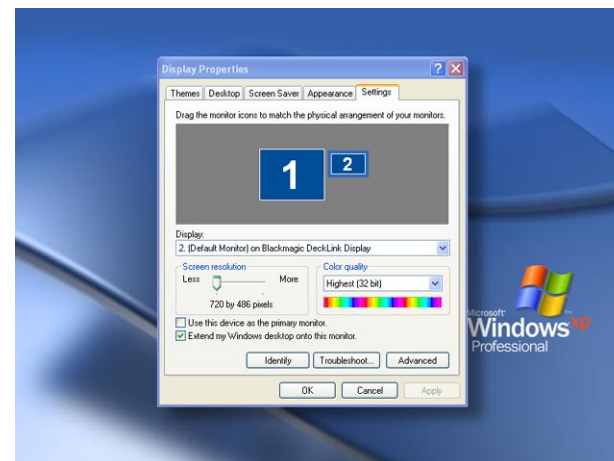 Display Properties
Themes Desktop Screen Saver Appearance Settings
Drag the monitor icons to match the physical arrangement of your monitors.
1 2
Display:
2. (Default Monitor) on Blackmagic DeckLink Display
Screen resolution
Less More
720 by 486 pixels
Color quality
Highest (32 bit)
Use this device as the primary monitor.
Extend my Windows desktop onto this monitor.
Identify Troubleshoot... Advanced
OK Cancel Apply
Microsoft
Windows xp
Professional